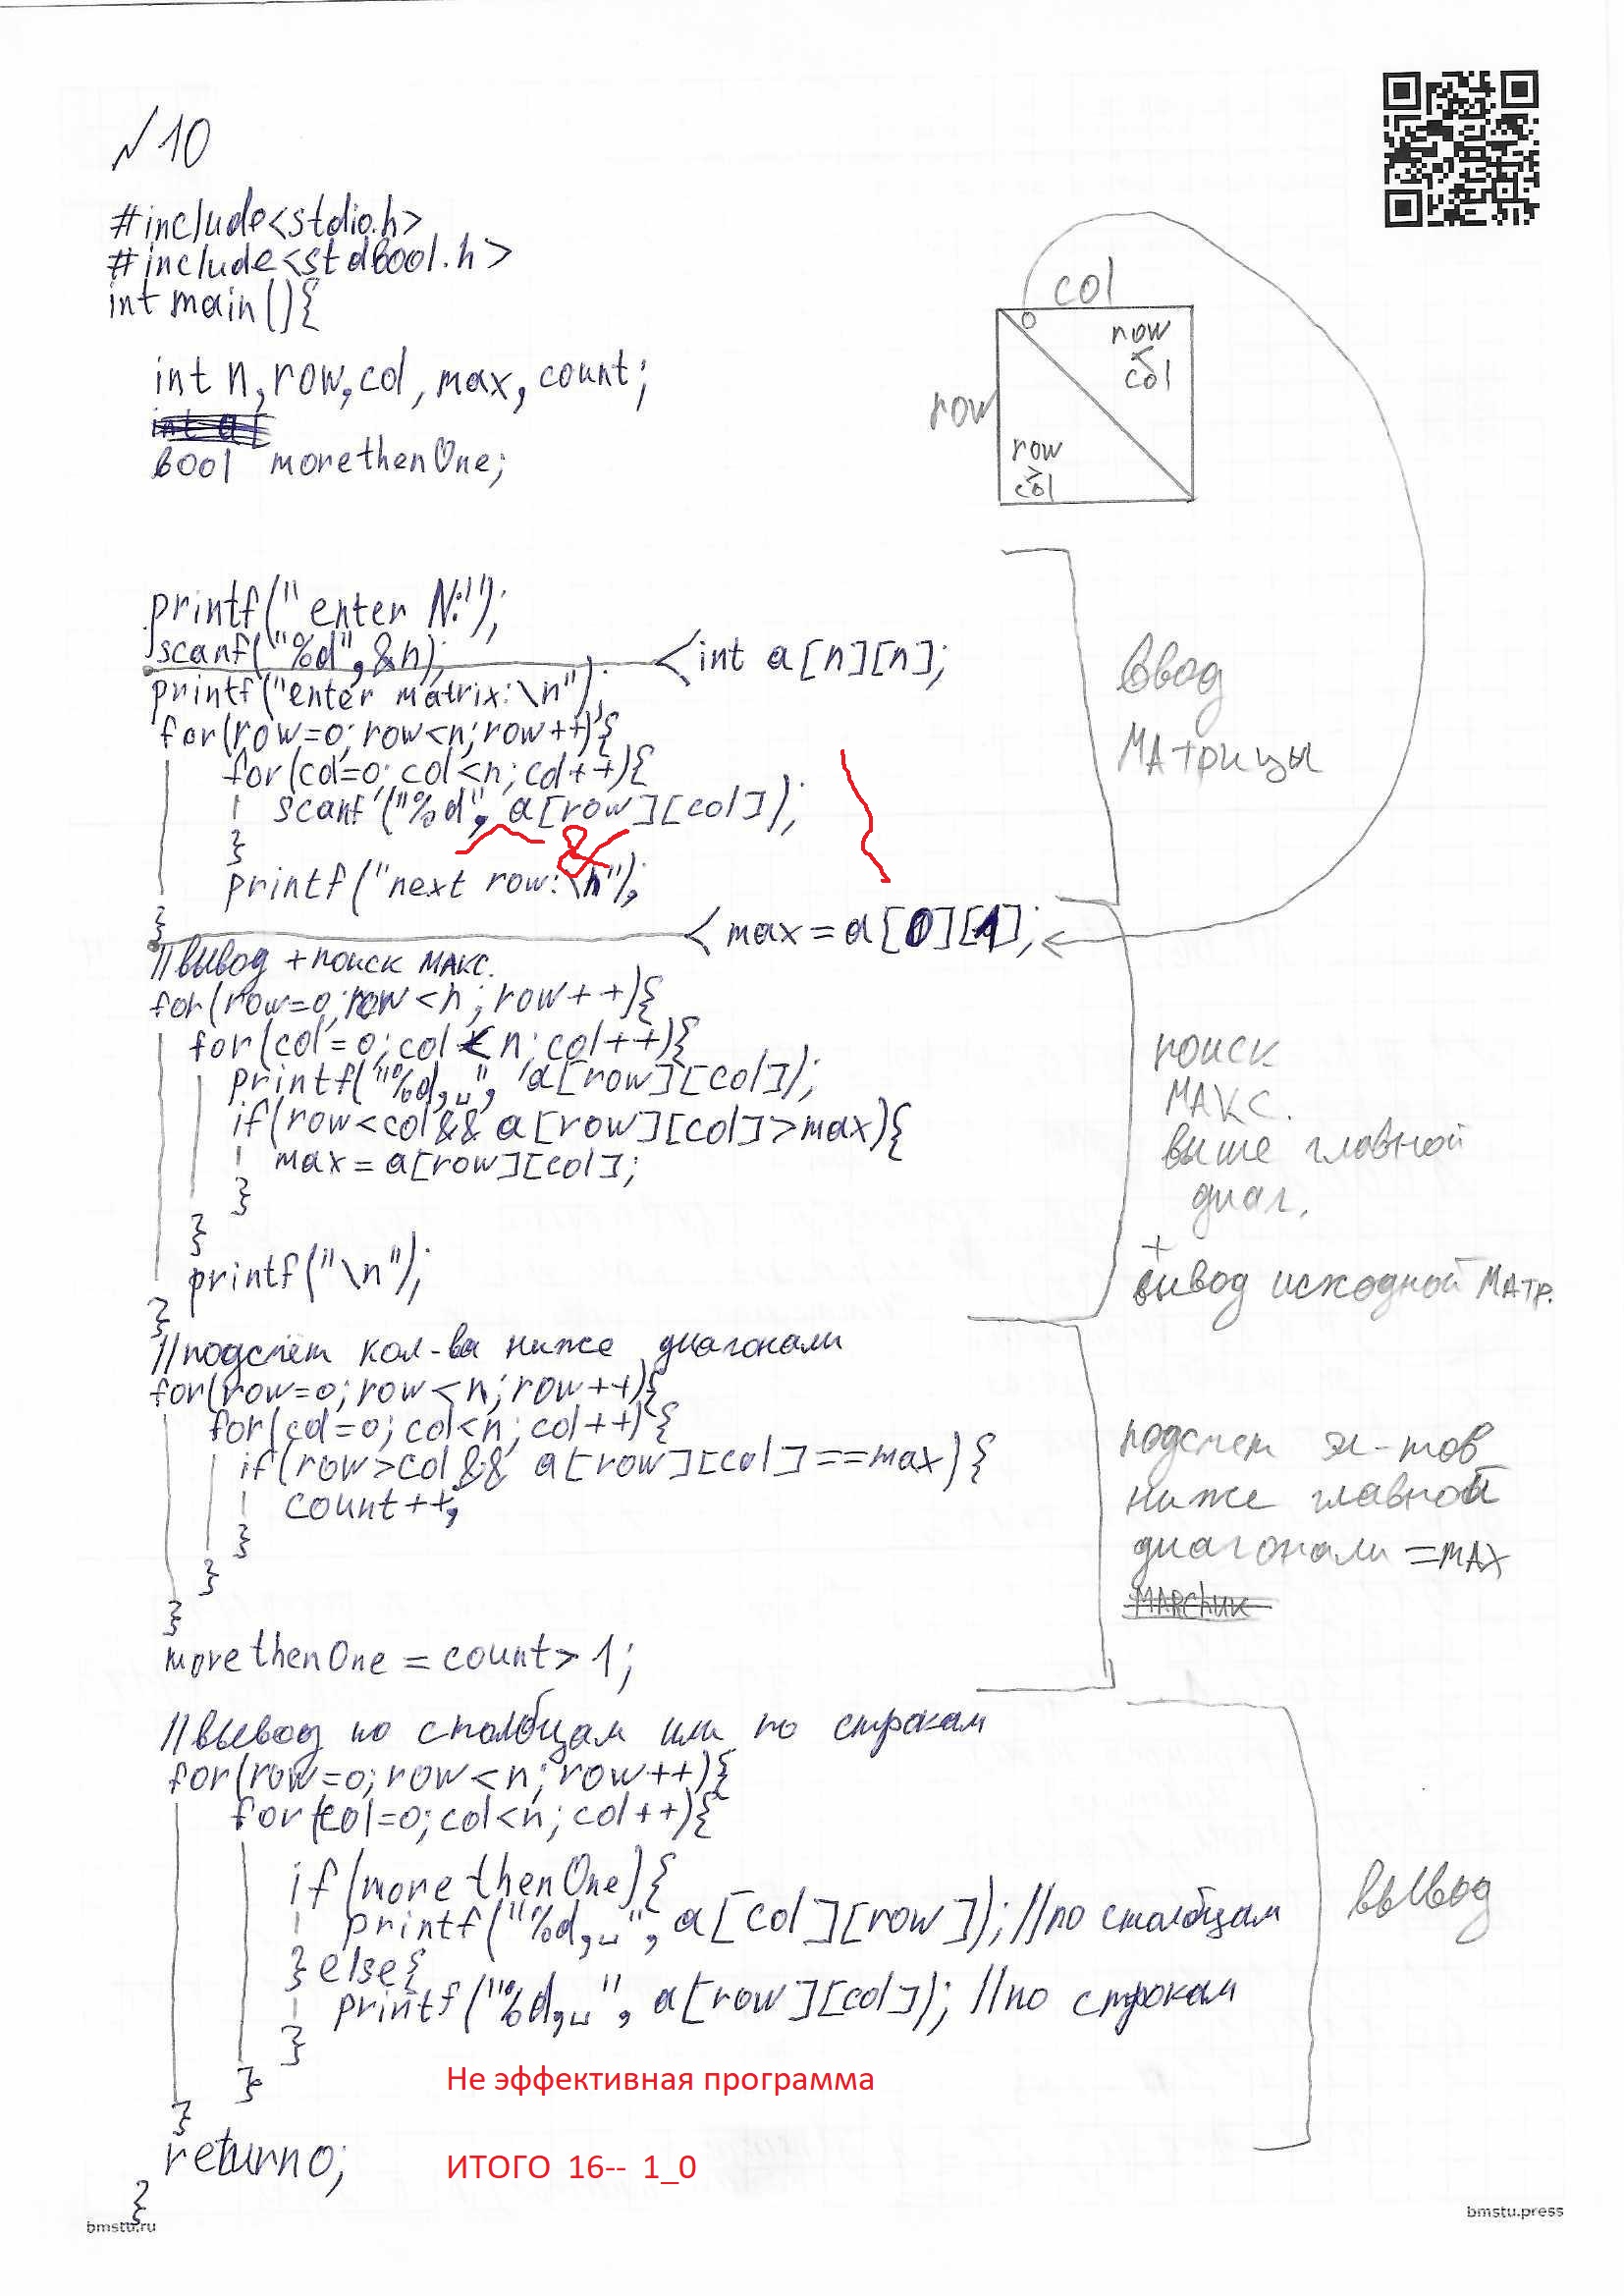 №10
#include<stdio.h>
#include<stdbool.h>
int main(){
int n,row,col,max,count;
int a[
bool morethenOne;
col
row
row
<
col
row
>
col
printf("enter N:");
scanf("%d",&n);
<int a[n][n];
printf("enter matrix:\n");
for(row=0;row<n;row++){
for(col=0;col<n;col++){
scanf("%d", a[row][col]);
&
}
printf("next row:\n");
}
<max=a[0][1];
Ввод
матрицы
//вывод + поиск макс.
for(row=0;row<n;row++){
for(col=0;col<n;col++){
printf("%d,␣", a[row][col]);
if(row<col&& a[row][col]>max){
max=a[row][col];
}
}
printf("\n");
}
поиск
макс.
выше главной
диаг.
+
вывод исходной матр.
//подсчёт кол-ва ниже диагонали
for(row=0;row<n;row++){
for(col=0;col<n;col++){
if(row>col&& a[row][col]==max){
count++;
}
}
}
morethenOne=count>1;
подсчет эл-тов
ниже главной
диагонали =max
//вывод по столбцам или по строкам
for(row=0;row<n;row++){
for(col=0;col<n;col++){
if(morethenOne){
printf("%d,␣", a[col][row]);//по столбцам
}else{
printf("%d,␣", a[row][col]); //по строкам
}
}
}
return 0;
}
вывод
Не эффективная программа
ИТОГО 16-- 1_0
bmstu.ru
bmstu.press